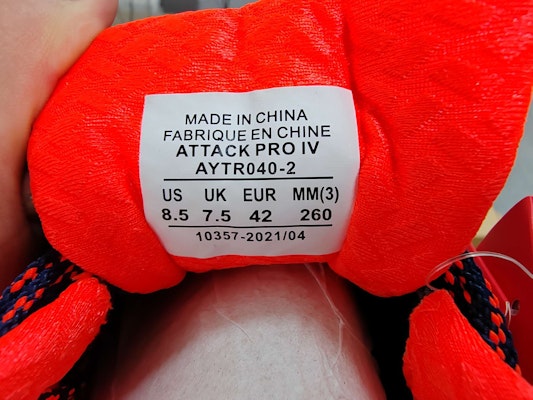 MADE IN CHINA
FABRIQUE EN CHINE
ATTACK PRO IV
AYTR040-2
US UK EUR MM(3)
8.5 7.5 42 260
10357-2021/04